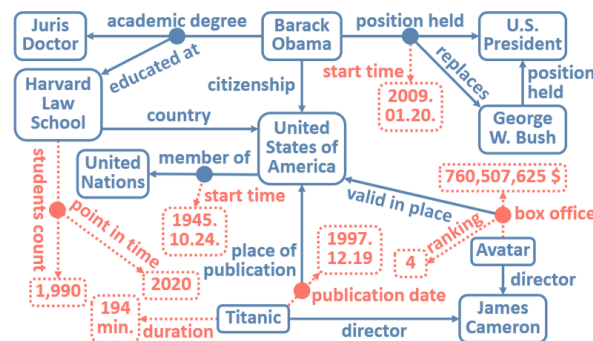 Juris
Doctor
academic degree
Barack
Obama
position held
U.S.
President
educated at
citizenship
start time
replaces
position
held
Harvard
Law
School
2009.
01.20.
country
United
States of
America
George
W. Bush
United
Nations
member of
760,507,625 $
students count
point in time
start time
valid in place
box office
1945.
10.24.
place of
publication
1997.
12.19
ranking
4
Avatar
1,990
2020
publication date
director
194
min.
duration
Titanic
director
James
Cameron